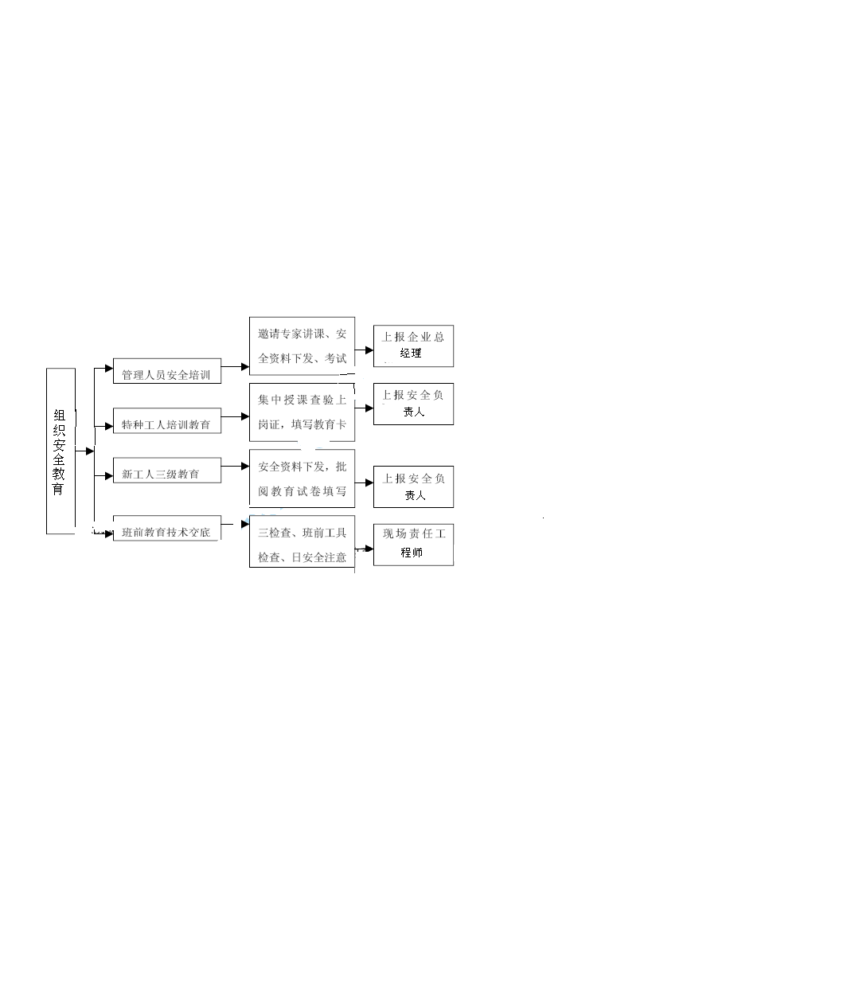 组织安全教育
管理人员安全培训
邀请专家讲课、安
全资料下发、考试
上报企业总
经理
特种工人培训教育
集中授课查验上
岗证，填写教育卡
上报安全负
责人
新工人三级教育
安全资料下发，批
阅教育试卷填写
上报安全负
责人
班前教育技术交底
三检查、班前工具
检查、日安全注意
现场责任工
程师